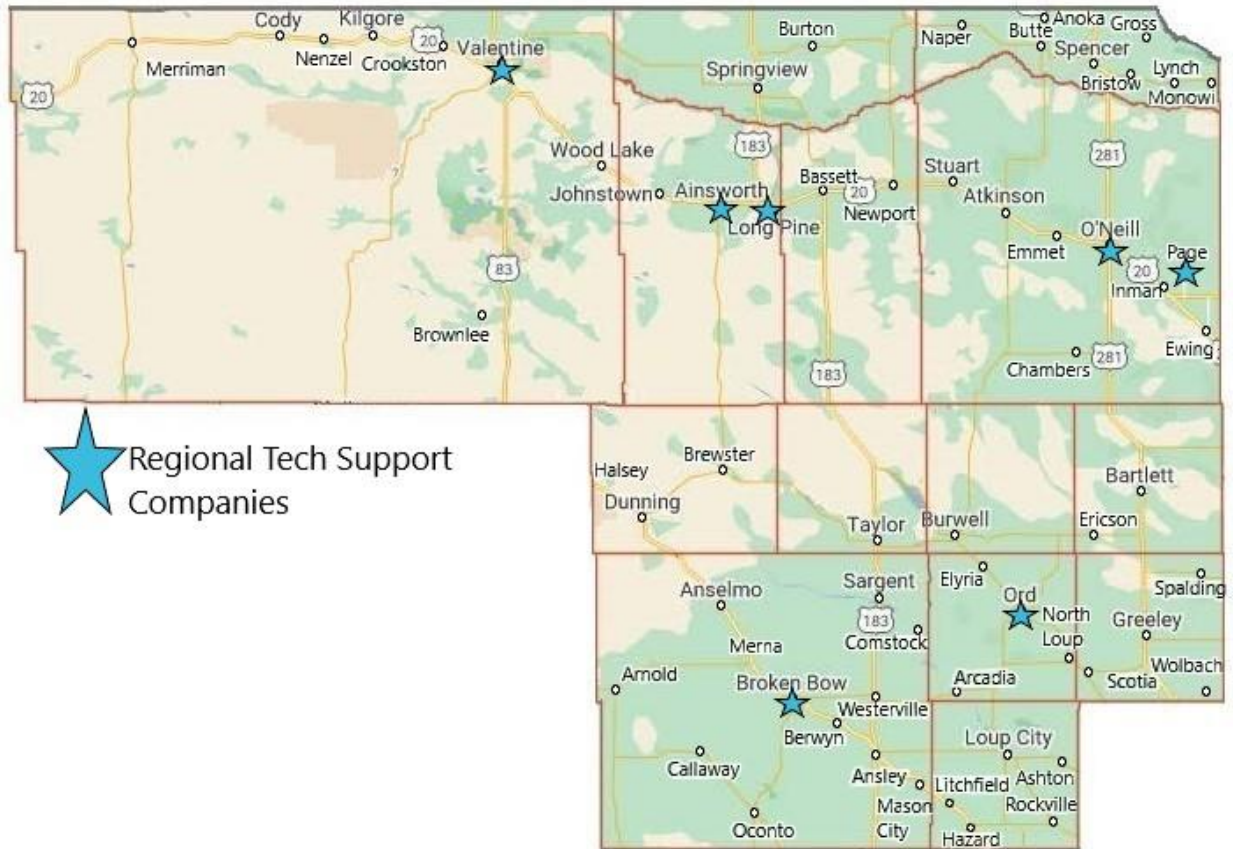 Cody
Kilgore
Nenzel
Crookston
20
Valentine
Merriman
20
Burton
Springview
Naper
Butte
Anoka
Gross
Spencer
Bristow
Lynch
Monowi
Wood Lake
Johnstown
Ainsworth
183
Long Pine
Bassett
20
Newport
Stuart
281
Atkinson
Emmet
O'Neill
20
Page
Inman
Ewing
83
Brownlee
183
Chambers
281
Regional Tech Support
Companies
Halsey
Brewster
Dunning
Taylor
Burwell
Bartlett
Ericson
Anselmo
Sargent
183
Comstock
Merna
Elyria
Ord
North
Loup
Spalding
Greeley
Arnold
Broken Bow
Westerville
Berwyn
Arcadia
Scotia
Wolbach
Callaway
Ansley
Loup City
Ashton
Litchfield
Rockville
Mason
City
Oconto
Hazard